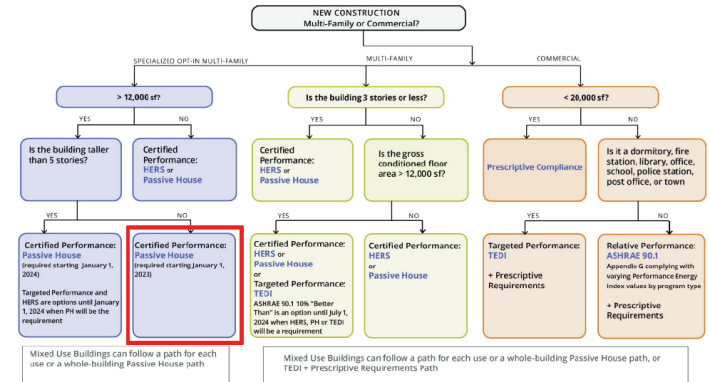 NEW CONSTRUCTION
Multi-Family or Commercial?
SPECIALIZED OPT-IN MULTI-FAMILY
MULTI-FAMILY
COMMERCIAL
> 12,000 sf?
Is the building 3 stories or less?
< 20,000 sf?
YES
NO
YES
NO
YES
NO
Is the building taller
than 5 stories?
Certified
Performance:
HERS or
Passive House
Certified
Performance:
HERS or
Passive House
Is the gross
conditioned floor
area > 12,000 sf?
Prescriptive Compliance
Is it a dormitory, fire
station, library, office,
school, police station,
post office, or town
YES
NO
YES
NO
YES
NO
Certified Performance:
Passive House
(required starting January 1,
2024)
Targeted Performance and
HERS are options until January
1, 2024 when PH will be the
requirement
Certified Performance:
Passive House
(required starting January 1,
2023)
Certified Performance:
HERS or
Passive House
or
Targeted Performance:
TEDI
ASHRAE 90.1 10% "Better
Than" is an option until July 1,
2024 when HERS, PH or TEDI
will be a requirement
Certified Performance:
HERS
or
Passive House
Targeted Performance:
TEDI
+ Prescriptive
Requirements
Relative Performance:
ASHRAE 90.1
Appendix G complying with
varying Performance Energy
Index values by program type
+ Prescriptive
Requirements
Mixed Use Buildings can follow a path for each
use or a whole-building Passive House path
Mixed Use Buildings can follow a path for each use or a whole-building Passive House path, or
TEDI + Prescriptive Requirements Path